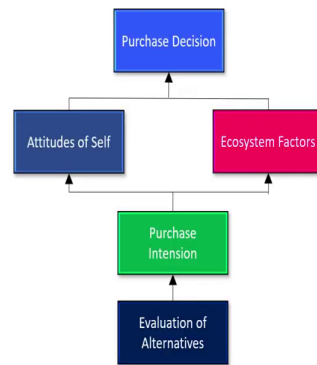 Purchase Decision
Attitudes of Self
Ecosystem Factors
Purchase
Intension
Evaluation of
Alternatives